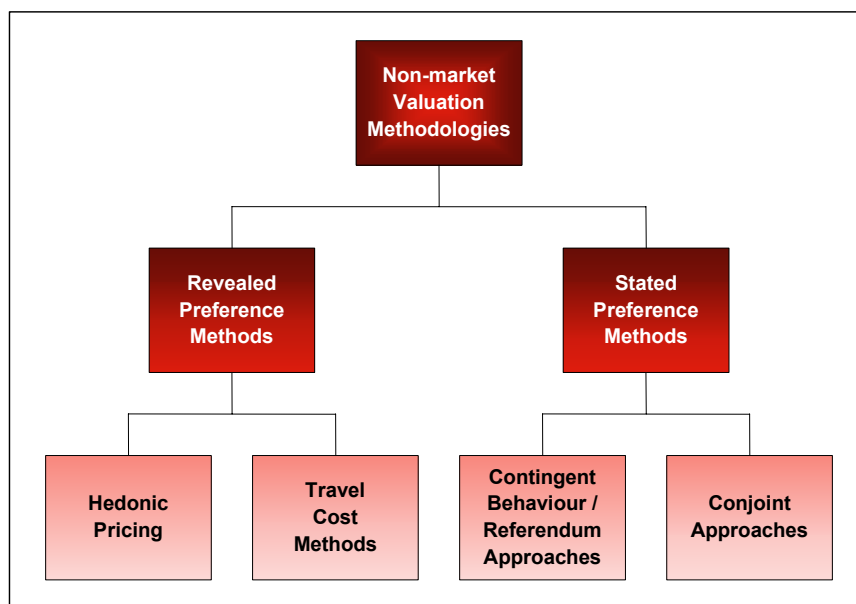 Non-market
Valuation
Methodologies
Revealed
Preference
Methods
Stated
Preference
Methods
Hedonic
Pricing
Travel
Cost
Methods
Contingent
Behaviour /
Referendum
Approaches
Conjoint
Approaches